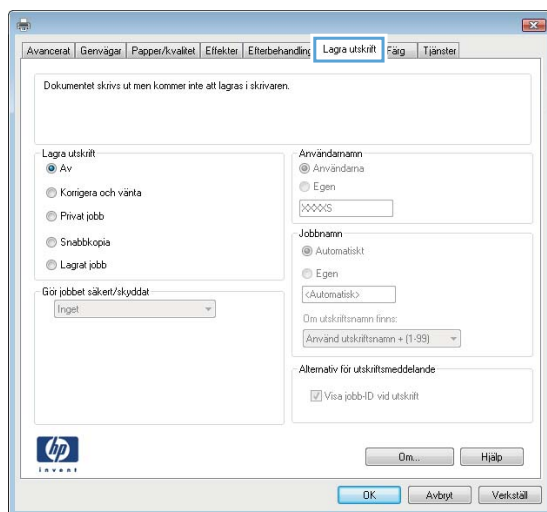 Avancerat Genvägar Papper/kvalitet Effekter Efterbehandling Lagra utskrift Färg Tjänster
Dokumentet skrivs ut men kommer inte att lagras i skrivaren.
Lagra utskrift
Av
Korrigera och vänta
Privat jobb
Snabbkopia
Lagrat jobb
Gör jobbet säkert/skyddat
Inget
Användarnamn
Användarna
Egen
XXXXS
Jobbnamn
Automatiskt
Egen
<Automatisk>
Om utskriftsnamn finns:
Använd utskriftsnamn + (1-99)
Alternativ för utskriftsmeddelande
Visa jobb-ID vid utskrift
hp
invent
Om... Hjälp
OK Avbryt Verkställ